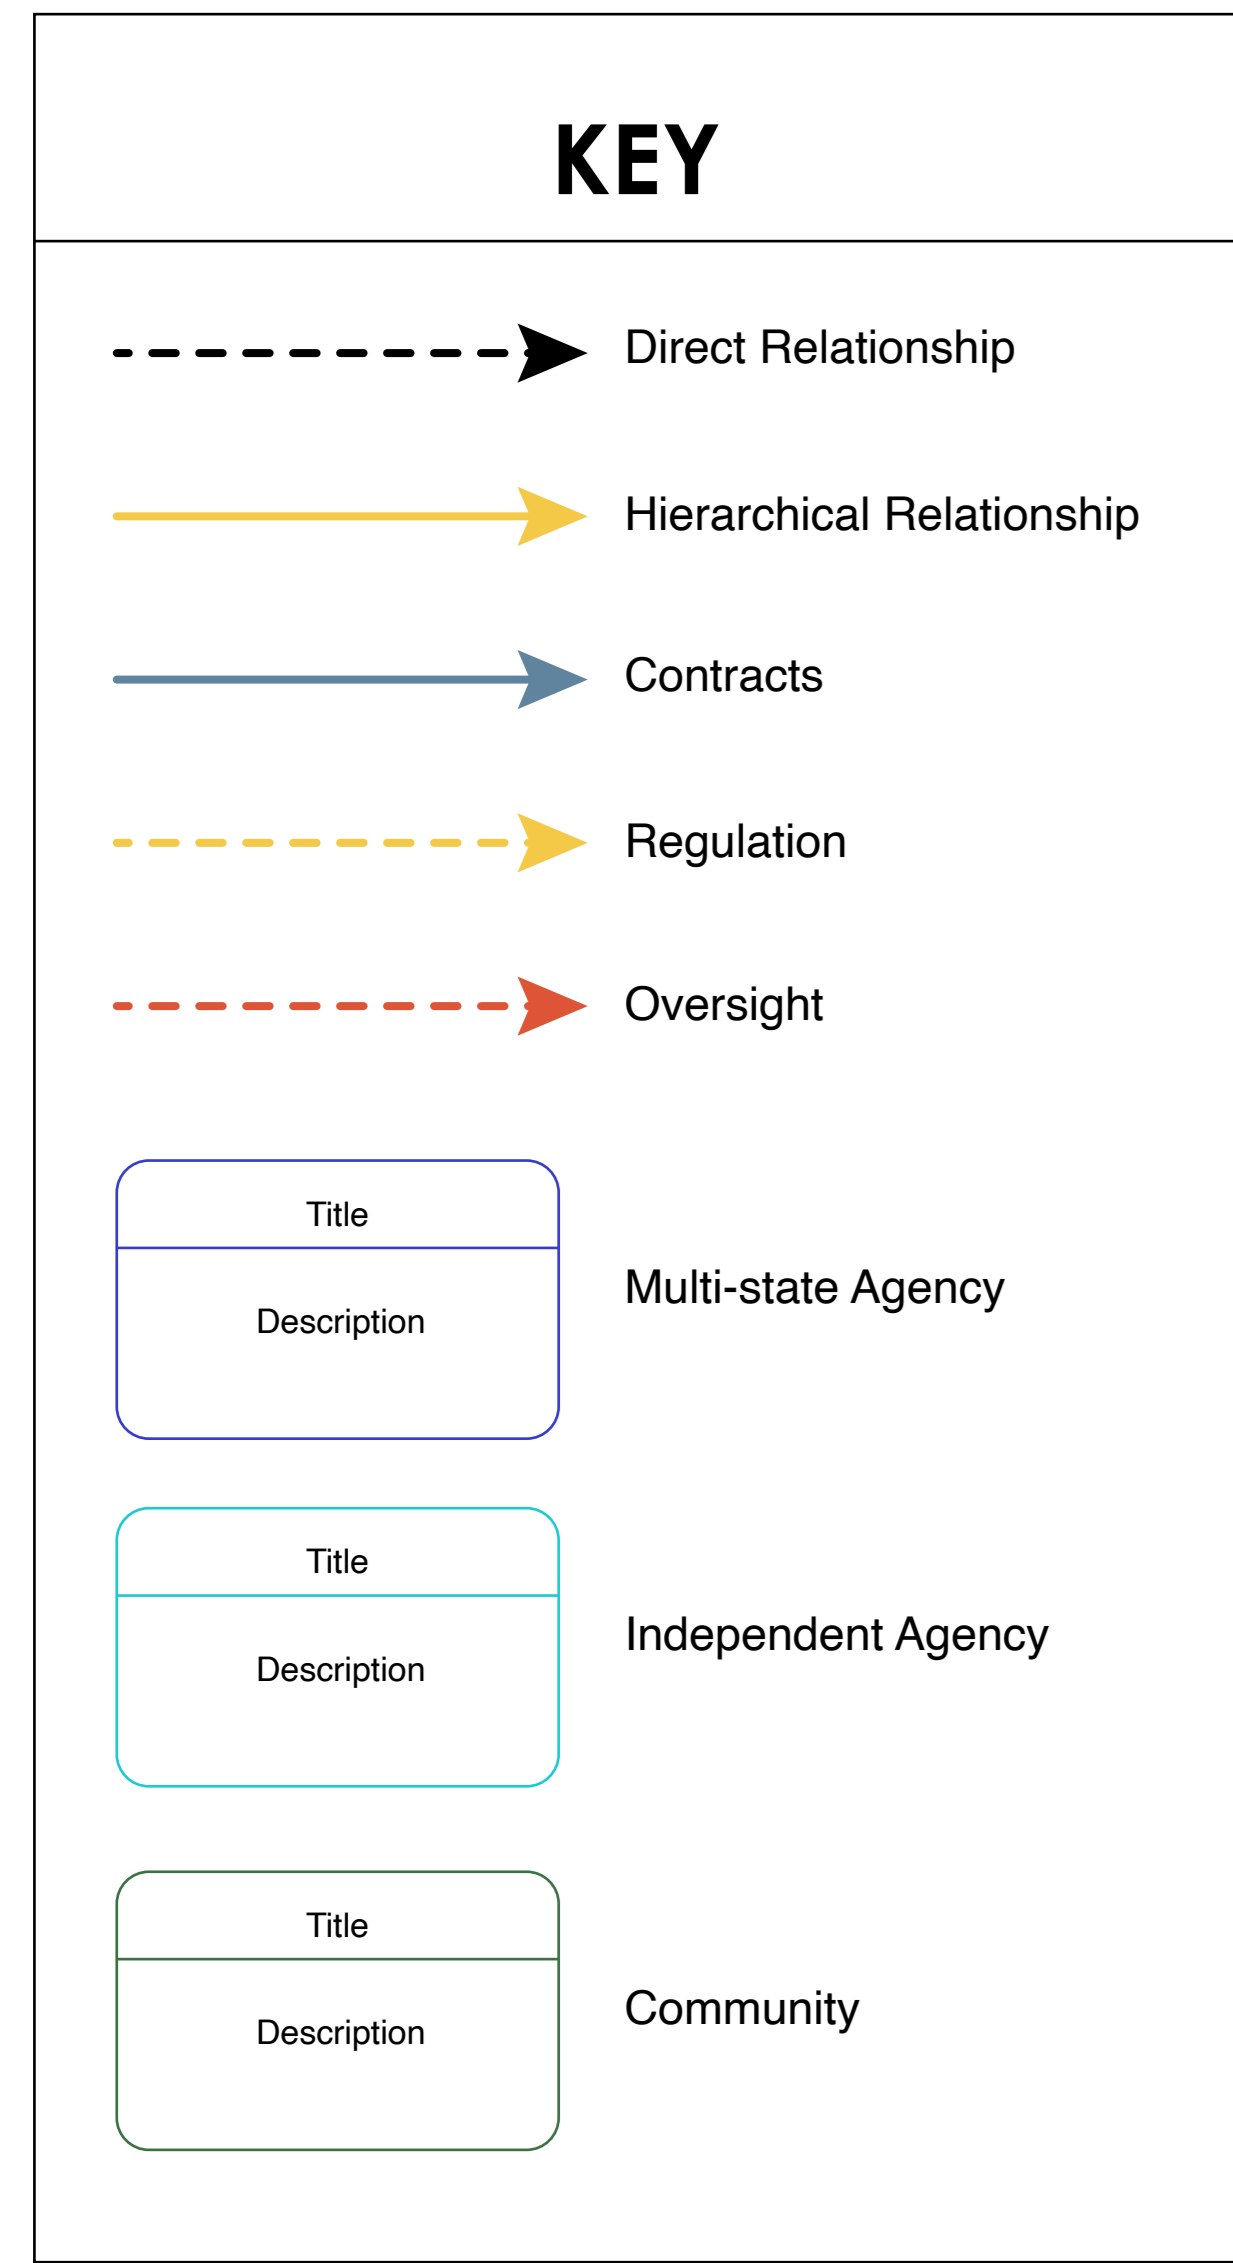 KEY
Direct Relationship
Hierarchical Relationship
Contracts
Regulation
Oversight
Title
Description
Multi-state Agency
Title
Description
Independent Agency
Title
Description
Community